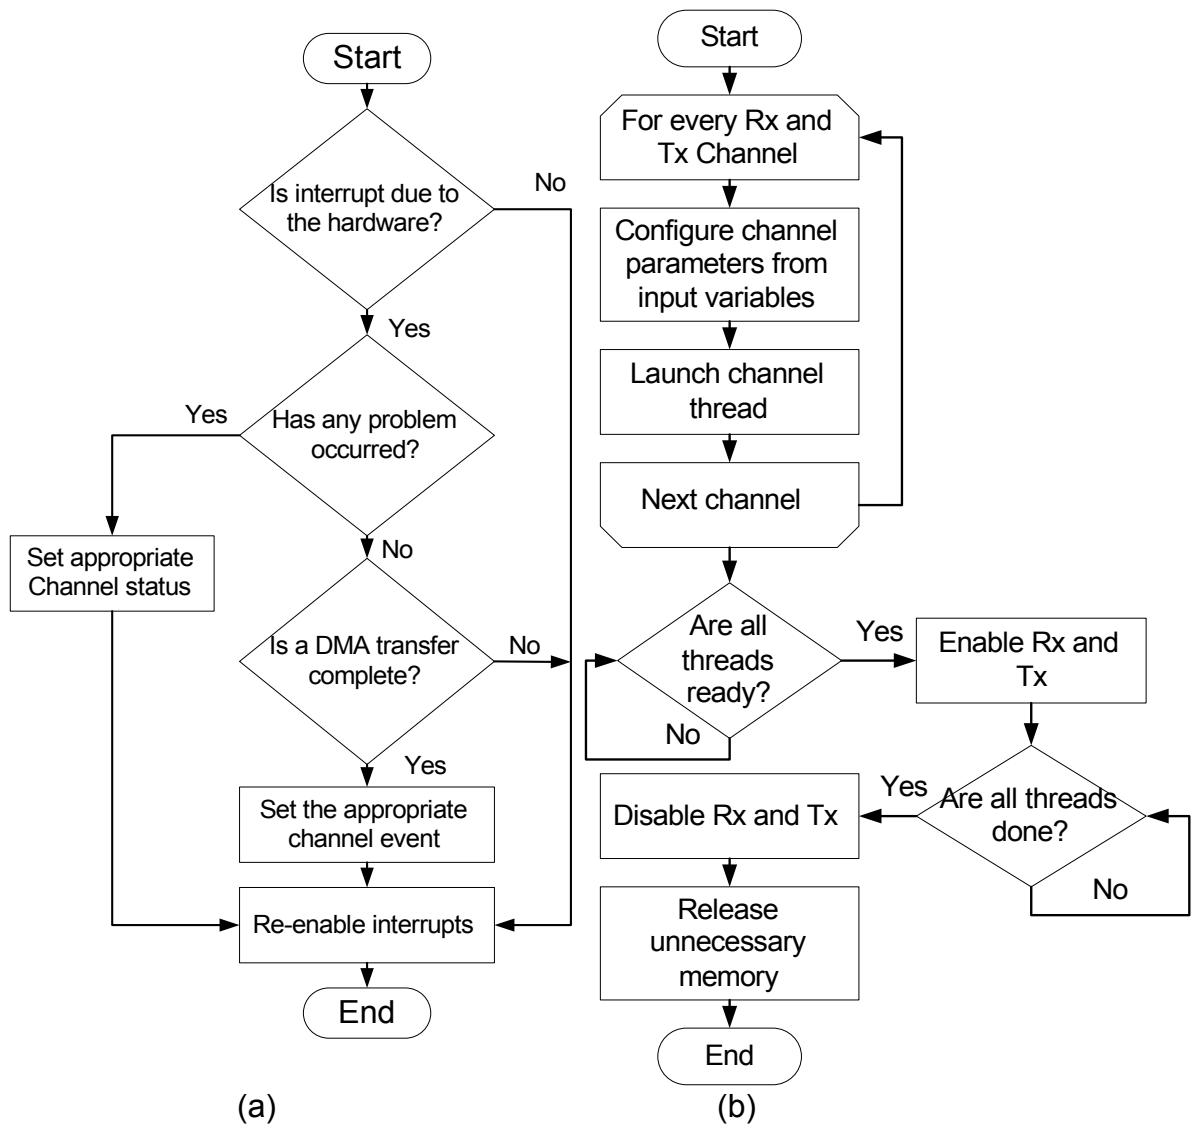 Start
Is interrupt due to
the hardware?
No
Yes
Has any problem
occurred?
Yes
No
Set appropriate
Channel status
Is a DMA transfer
complete?
No
Yes
Set the appropriate
channel event
Re-enable interrupts
End
(a)
Start
For every Rx and
Tx Channel
Configure channel
parameters from
input variables
Launch channel
thread
Next channel
Are all
threads
ready?
Yes
No
Enable Rx and
Tx
Are all threads
done?
Yes
No
Disable Rx and Tx
Release
unnecessary
memory
End
(b)